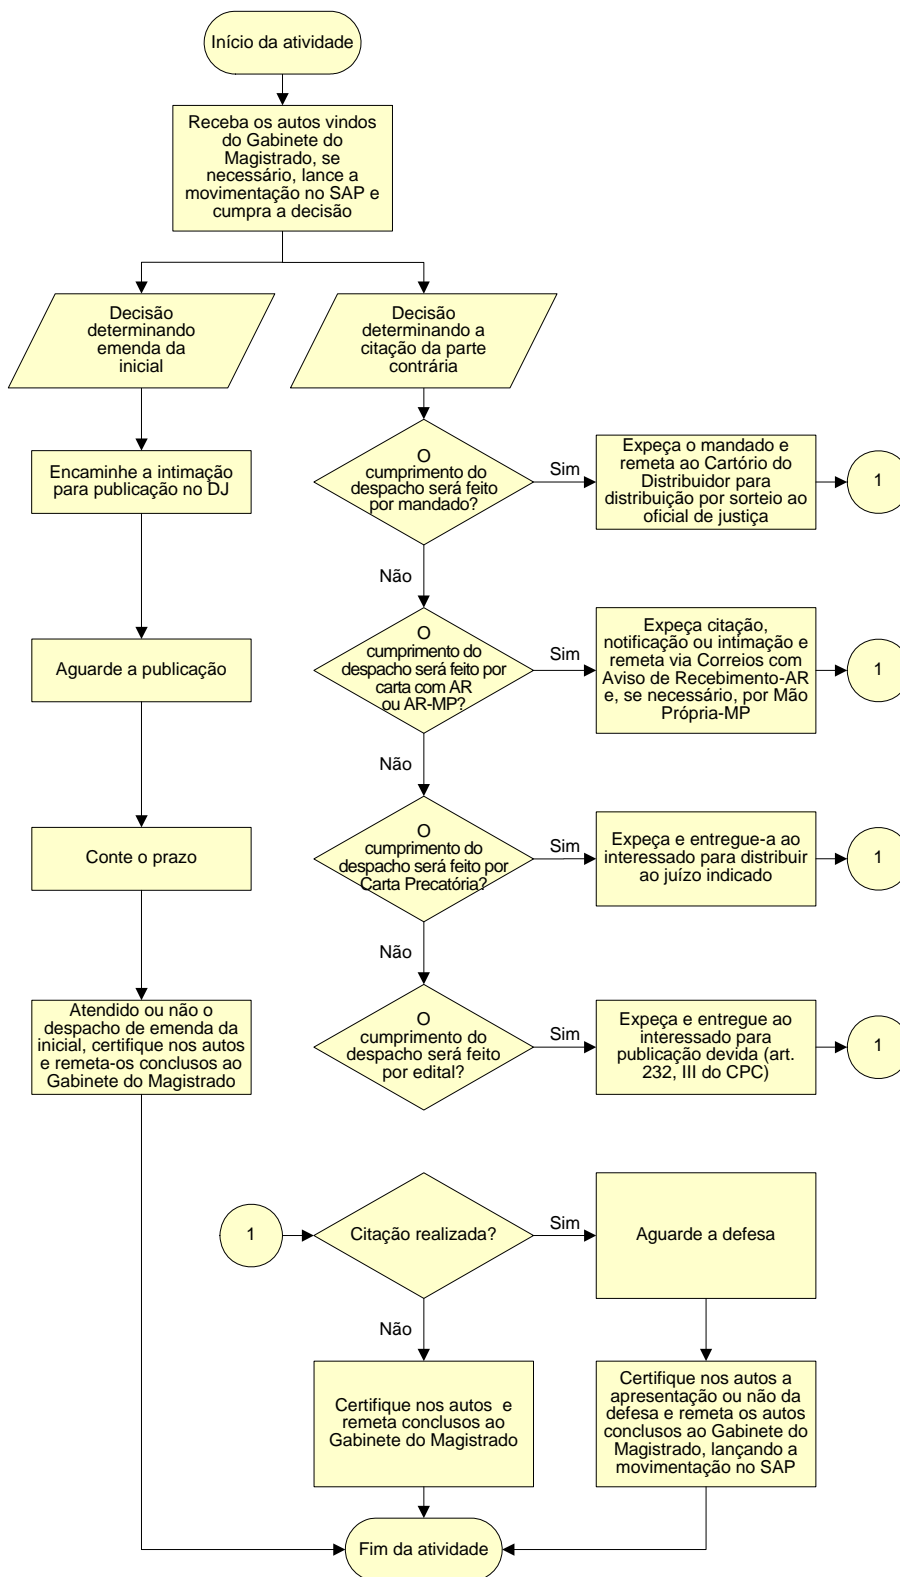 Início da atividade
Receba os autos vindos
do Gabinete do
Magistrado, se
necessário, lance a
movimentação no SAP e
cumpra a decisão
Decisão
determinando
emenda da
inicial
Decisão
determinando a
citação da parte
contrária
Encaminhe a intimação
para publicação no DJ
O
cumprimento do
despacho será feito
por mandado?
Sim
Expeça o mandado e
remeta ao Cartório do
Distribuidor para
distribuição por sorteio ao
oficial de justiça
1
Não
Aguarde a publicação
O
cumprimento do
despacho será feito por
carta com AR
ou AR-MP?
Sim
Expeça citação,
notificação ou intimação e
remeta via Correios com
Aviso de Recebimento-AR
e, se necessário, por Mão
Própria-MP
1
Não
Conte o prazo
O
cumprimento do
despacho será feito por
Carta Precatória?
Sim
Expeça e entregue-a ao
interessado para distribuir
ao juízo indicado
1
Não
Atendido ou não o
despacho de emenda da
inicial, certifique nos autos
e remeta-os conclusos ao
Gabinete do Magistrado
O
cumprimento do
despacho será feito
por edital?
Sim
Expeça e entregue ao
interessado para
publicação devida (art.
232, III do CPC)
1
1
Citação realizada?
Sim
Aguarde a defesa
Não
Certifique nos autos e
remeta conclusos ao
Gabinete do Magistrado
Certifique nos autos a
apresentação ou não da
defesa e remeta os autos
conclusos ao Gabinete do
Magistrado, lançando a
movimentação no SAP
Fim da atividade